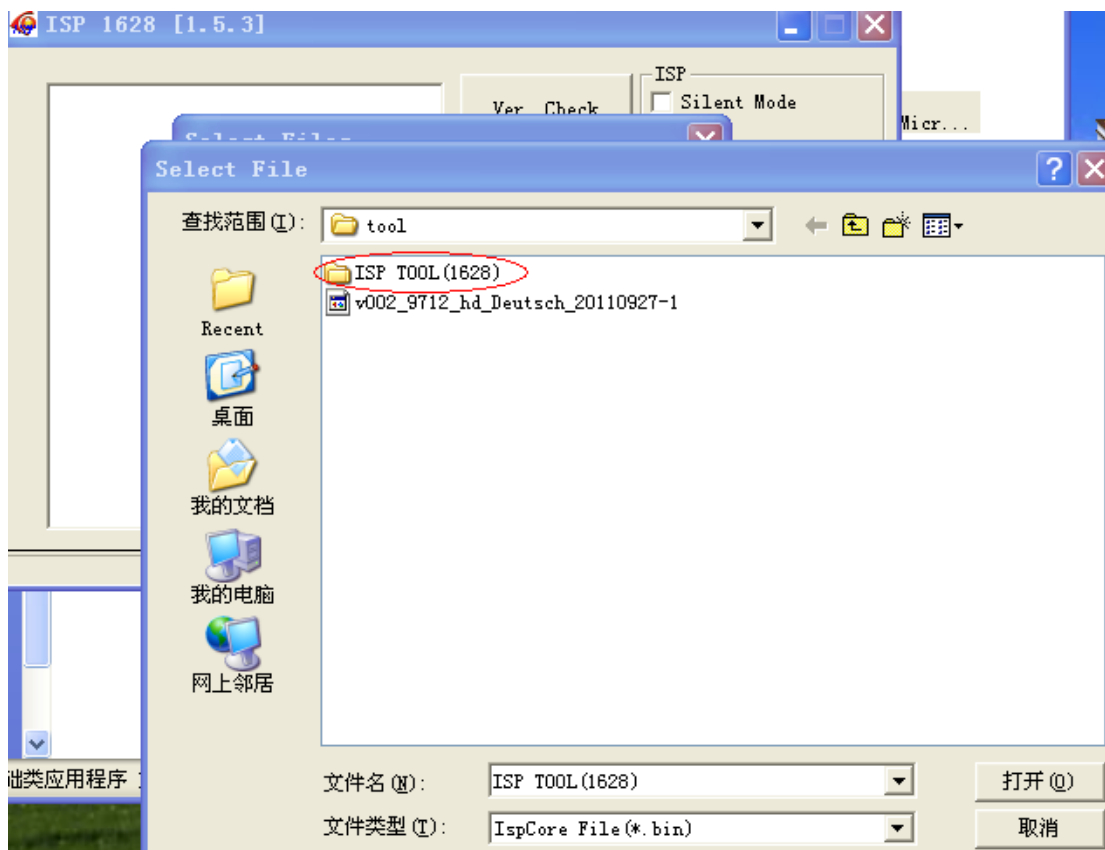 ISP 1628 [1.5.3]
ISP
Ver. Check
Silent Mode
Micr...
Select Files
Select File
查找范围(I):
tool
ISP TOOL(1628)
v002_9712_hd_Deutsch_20110927-1
Recent
桌面
我的文档
我的电脑
网上邻居
础类应用程序
文件名(N):
ISP TOOL(1628)
打开(O)
文件类型(T):
IspCore File(*.bin)
取消